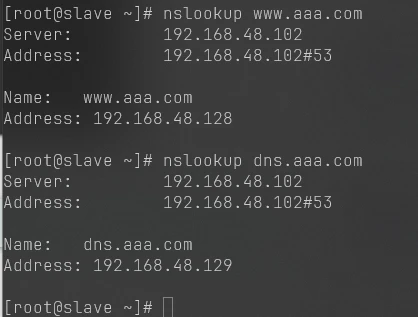 [root@slave ~]# nslookup www.aaa.com
Server:         192.168.48.102
Address:        192.168.48.102#53

Name:   www.aaa.com
Address: 192.168.48.128

[root@slave ~]# nslookup dns.aaa.com
Server:         192.168.48.102
Address:        192.168.48.102#53

Name:   dns.aaa.com
Address: 192.168.48.129

[root@slave ~]#